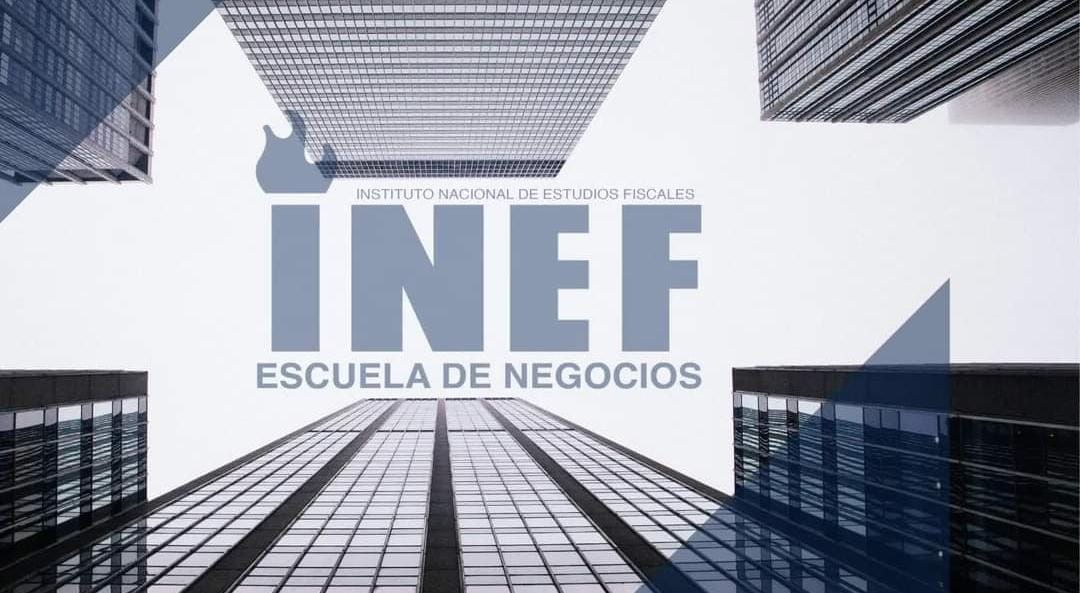 INSTITUTO NACIONAL DE ESTUDIOS FISCALES
INEF
ESCUELA DE NEGOCIOS